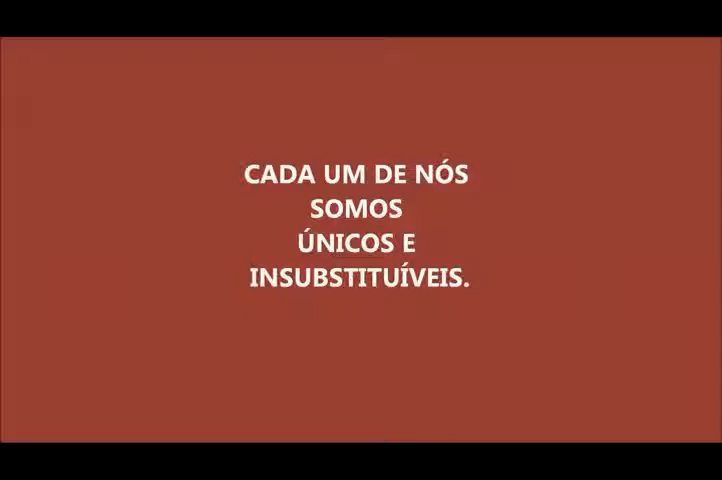 CADA UM DE NÓS
SOMOS
ÚNICOS E
INSUBSTITUÍVEIS.